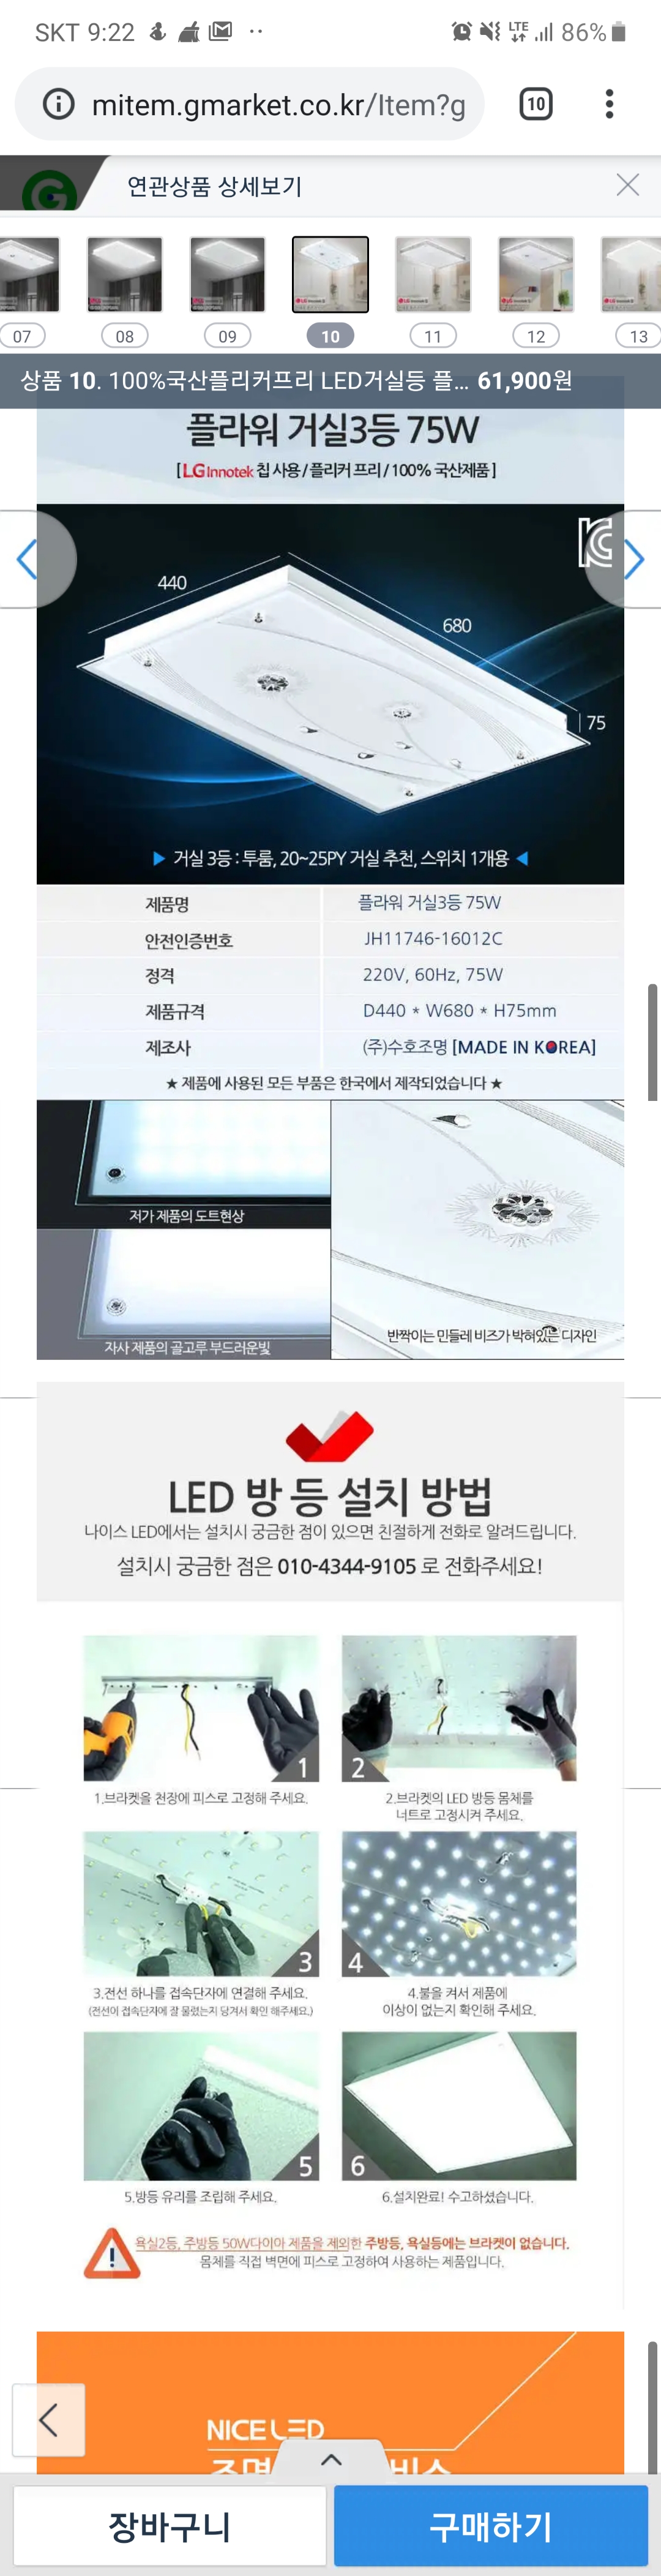 SKT 9:22
LTE
86%
mitem.gmarket.co.kr/Item?g
10
연관상품 상세보기
07
08
09
10
11
12
13
상품 10. 100%국산플리커프리 LED거실등 플... 61,900원
플라워 거실3등 75W
[ LG Innotek 칩 사용 / 플리커 프리 / 100% 국산제품 ]
440
680
75
▶ 거실 3등 : 투룸, 20~25PY 거실 추천, 스위치 1개용 ◀
제품명 플라워 거실3등 75W
안전인증번호 JH11746-16012C
정격 220V, 60Hz, 75W
제품규격 D440 * W680 * H75mm
제조사 (주)수호조명 [MADE IN KOREA]
★ 제품에 사용된 모든 부품은 한국에서 제작되었습니다 ★
저가 제품의 도트현상
자사 제품의 골고루 부드러운빛
반짝이는 민들레 비즈가 박혀있는 디자인
LED 방 등 설치 방법
나이스 LED에서는 설치시 궁금한 점이 있으면 친절하게 전화로 알려드립니다.
설치시 궁금한 점은 010-4344-9105 로 전화주세요!
1
2
1.브라켓을 천장에 피스로 고정해 주세요.
2.브라켓의 LED 방등 몸체를
너트로 고정시켜 주세요.
3
4
3.전선 하나를 접속단자에 연결해 주세요.
(전선이 접속단자에 잘 물렸는지 당겨서 확인 해주세요.)
4.불을 켜서 제품에
이상이 없는지 확인해 주세요.
5
6
5.방등 유리를 조립해 주세요.
6.설치완료! 수고하셨습니다.
욕실2등, 주방등 50W다이아 제품을 제외한 주방등, 욕실등에는 브라켓이 없습니다.
몸체를 직접 벽면에 피스로 고정하여 사용하는 제품입니다.
NICE LED
장바구니
구매하기